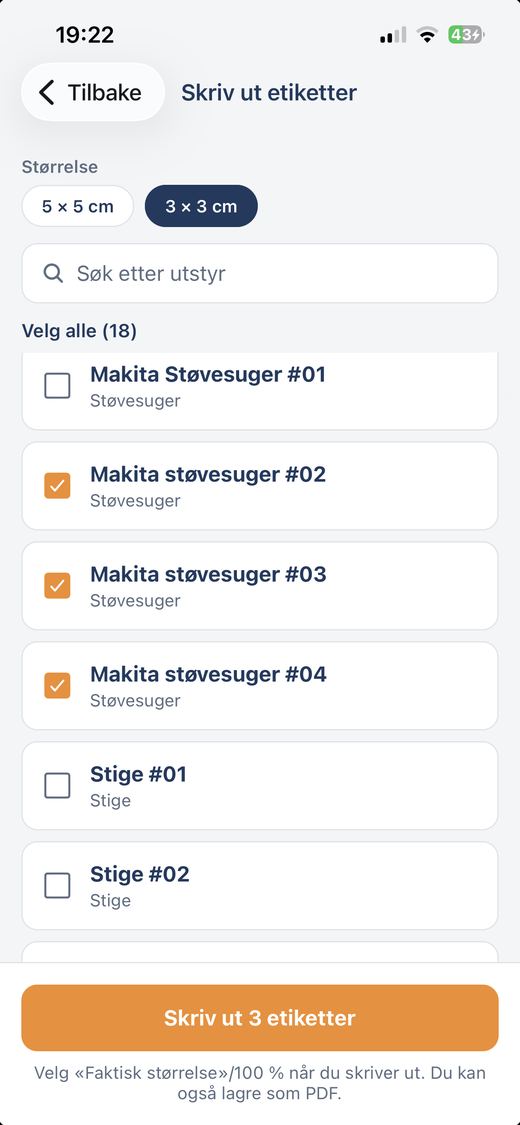 19:22
43
Tilbake
Skriv ut etiketter
Størrelse
5 × 5 cm
3 × 3 cm
Søk etter utstyr
Velg alle (18)
Makita Støvesuger #01
Støvesuger
Makita støvesuger #02
Støvesuger
Makita støvesuger #03
Støvesuger
Makita støvesuger #04
Støvesuger
Stige #01
Stige
Stige #02
Stige
Skriv ut 3 etiketter
Velg «Faktisk størrelse»/100 % når du skriver ut. Du kan
også lagre som PDF.